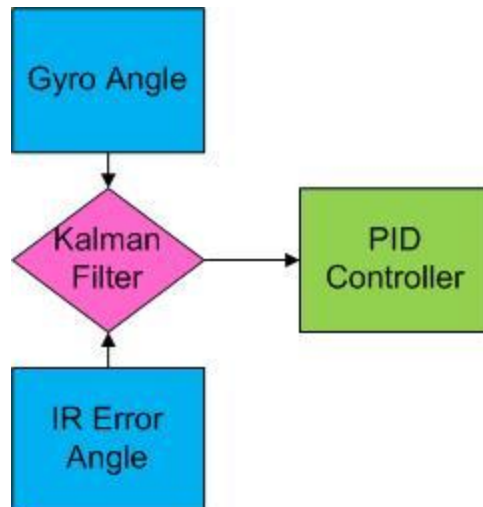 Gyro Angle
Kalman
Filter
PID
Controller
IR Error
Angle